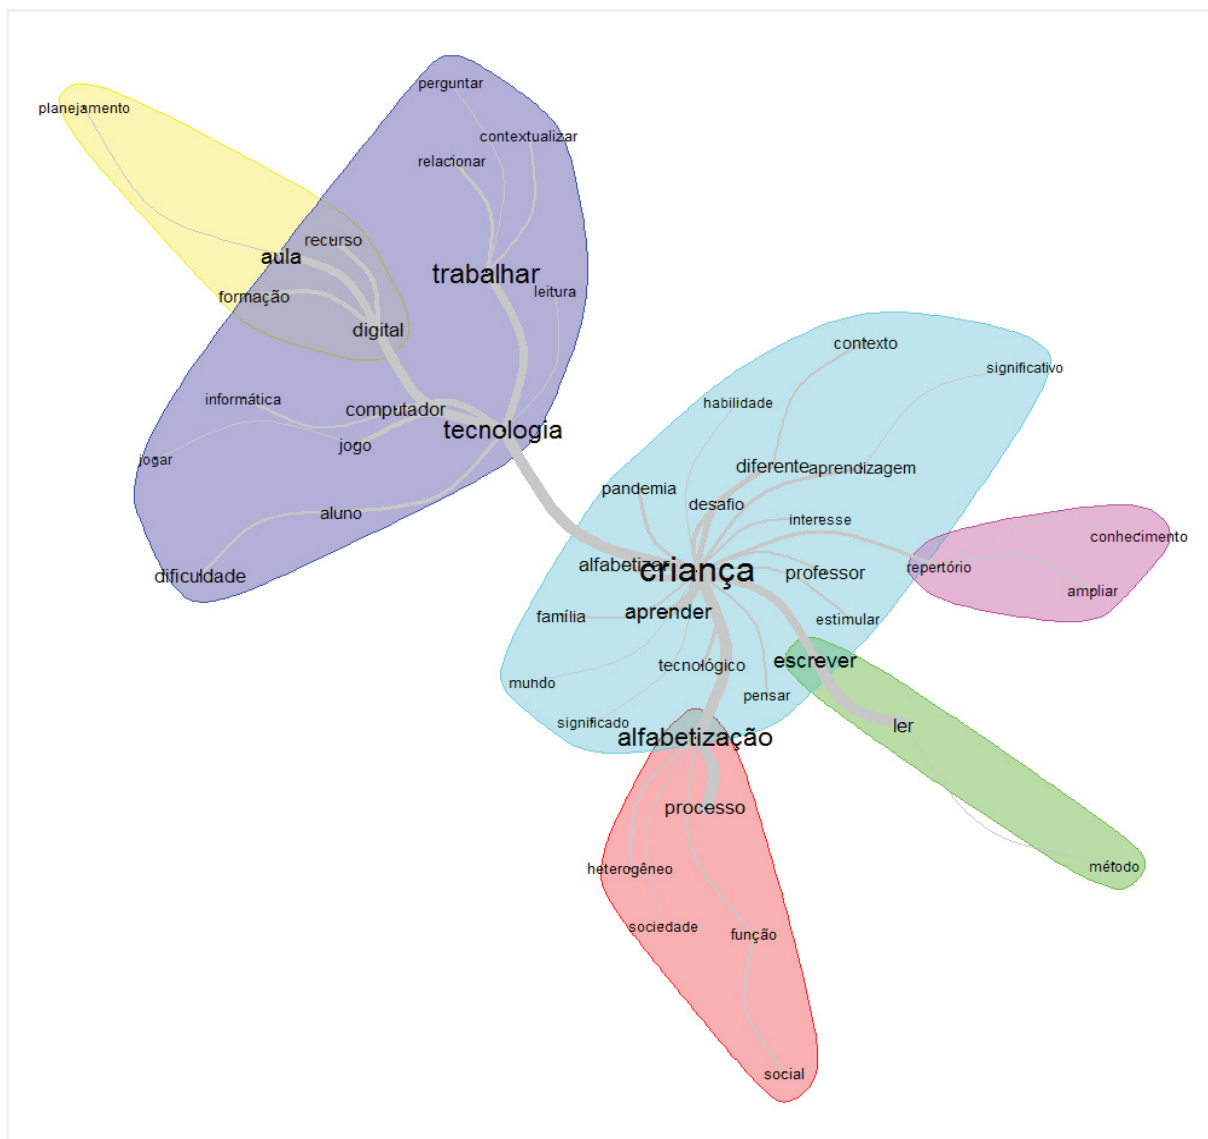 perguntar
planejamento
contextualizar
relacionar
recurso
aula
trabalhar
leitura
formação
digital
contexto
significativo
informática
computador
habilidade
tecnologia
jogo
jogar
diferente
aprendizagem
pandemia
desafio
aluno
interesse
conhecimento
dificuldade
alfabetizar
criança
professor
repertório
ampliar
família
aprender
estimular
tecnológico
escrever
mundo
pensar
significado
ler
alfabetização
processo
heterogêneo
método
sociedade
função
social